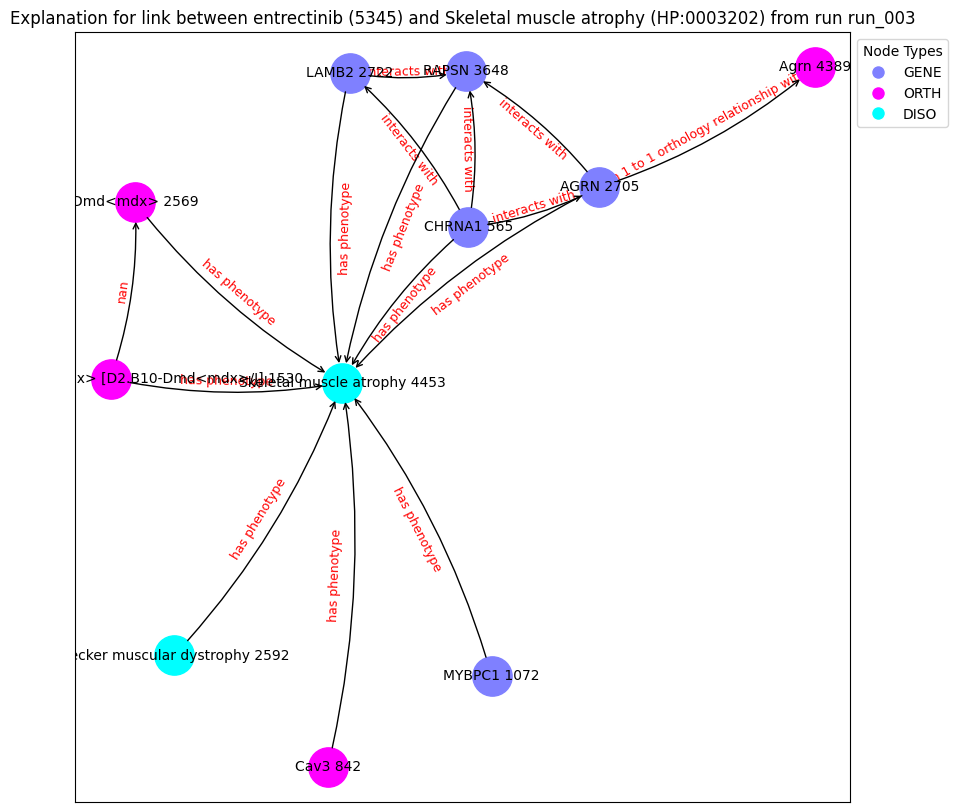 Explanation for link between entrectinib (5345) and Skeletal muscle atrophy (HP:0003202) from run run_003
Node Types
GENE
ORTH
DISO
LAMB2 2722
interacts with
RAPSN 3648
Agrn 4389
1 to 1 orthology relationship with
interacts with
interacts with
interacts with
AGRN 2705
interacts with
CHRNA1 565
Dmd<mdx> 2569
has phenotype
has phenotype
has phenotype
has phenotype
has phenotype
nan
x> [D2.B10-Dmd<mdx>/J] 1530
has phenotype
Skeletal muscle atrophy 4453
has phenotype
has phenotype
has phenotype
ecker muscular dystrophy 2592
MYBPC1 1072
Cav3 842